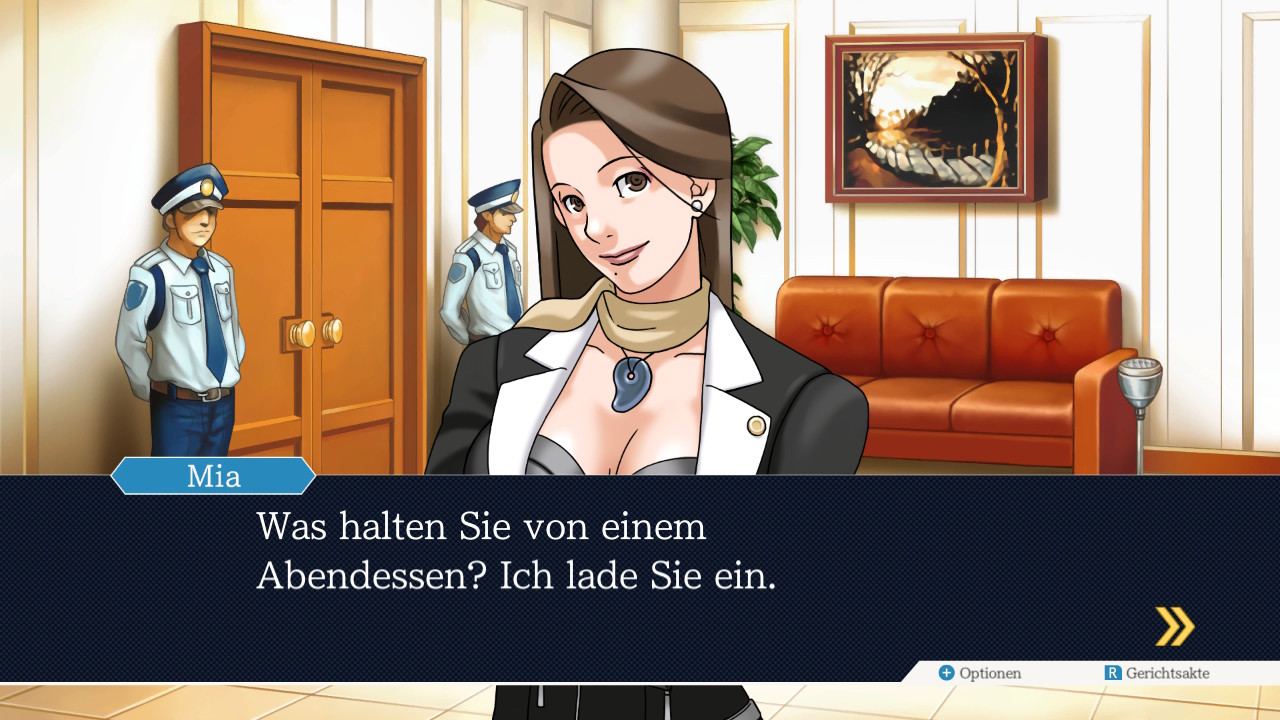 Mia
Was halten Sie von einem
Abendessen? Ich lade Sie ein.
+ Optionen
R Gerichtsakte